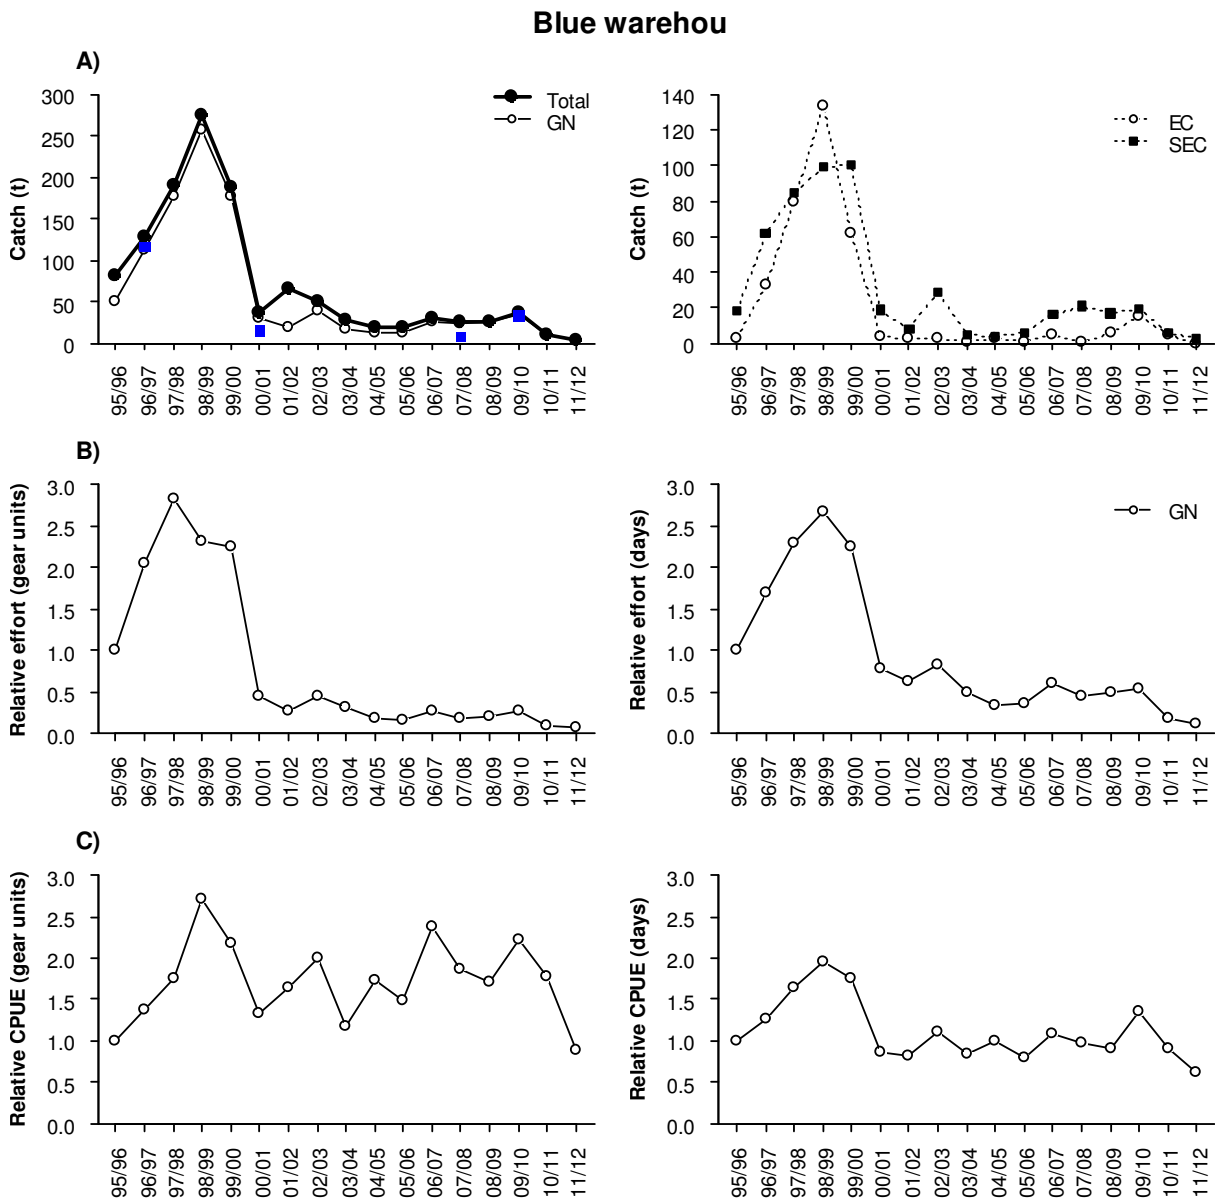 Blue warehou
A)
Catch (t)
300
250
200
150
100
50
0
Total
GN
95/96 96/97 97/98 98/99 99/00 00/01 01/02 02/03 03/04 04/05 05/06 06/07 07/08 08/09 09/10 10/11 11/12
Catch (t)
140
120
100
80
60
40
20
0
EC
SEC
95/96 96/97 97/98 98/99 99/00 00/01 01/02 02/03 03/04 04/05 05/06 06/07 07/08 08/09 09/10 10/11 11/12
B)
Relative effort (gear units)
3.0
2.5
2.0
1.5
1.0
0.5
0.0
95/96 96/97 97/98 98/99 99/00 00/01 01/02 02/03 03/04 04/05 05/06 06/07 07/08 08/09 09/10 10/11 11/12
Relative effort (days)
3.0
2.5
2.0
1.5
1.0
0.5
0.0
GN
95/96 96/97 97/98 98/99 99/00 00/01 01/02 02/03 03/04 04/05 05/06 06/07 07/08 08/09 09/10 10/11 11/12
C)
Relative CPUE (gear units)
3.0
2.5
2.0
1.5
1.0
0.5
0.0
95/96 96/97 97/98 98/99 99/00 00/01 01/02 02/03 03/04 04/05 05/06 06/07 07/08 08/09 09/10 10/11 11/12
Relative CPUE (days)
3.0
2.5
2.0
1.5
1.0
0.5
0.0
95/96 96/97 97/98 98/99 99/00 00/01 01/02 02/03 03/04 04/05 05/06 06/07 07/08 08/09 09/10 10/11 11/12